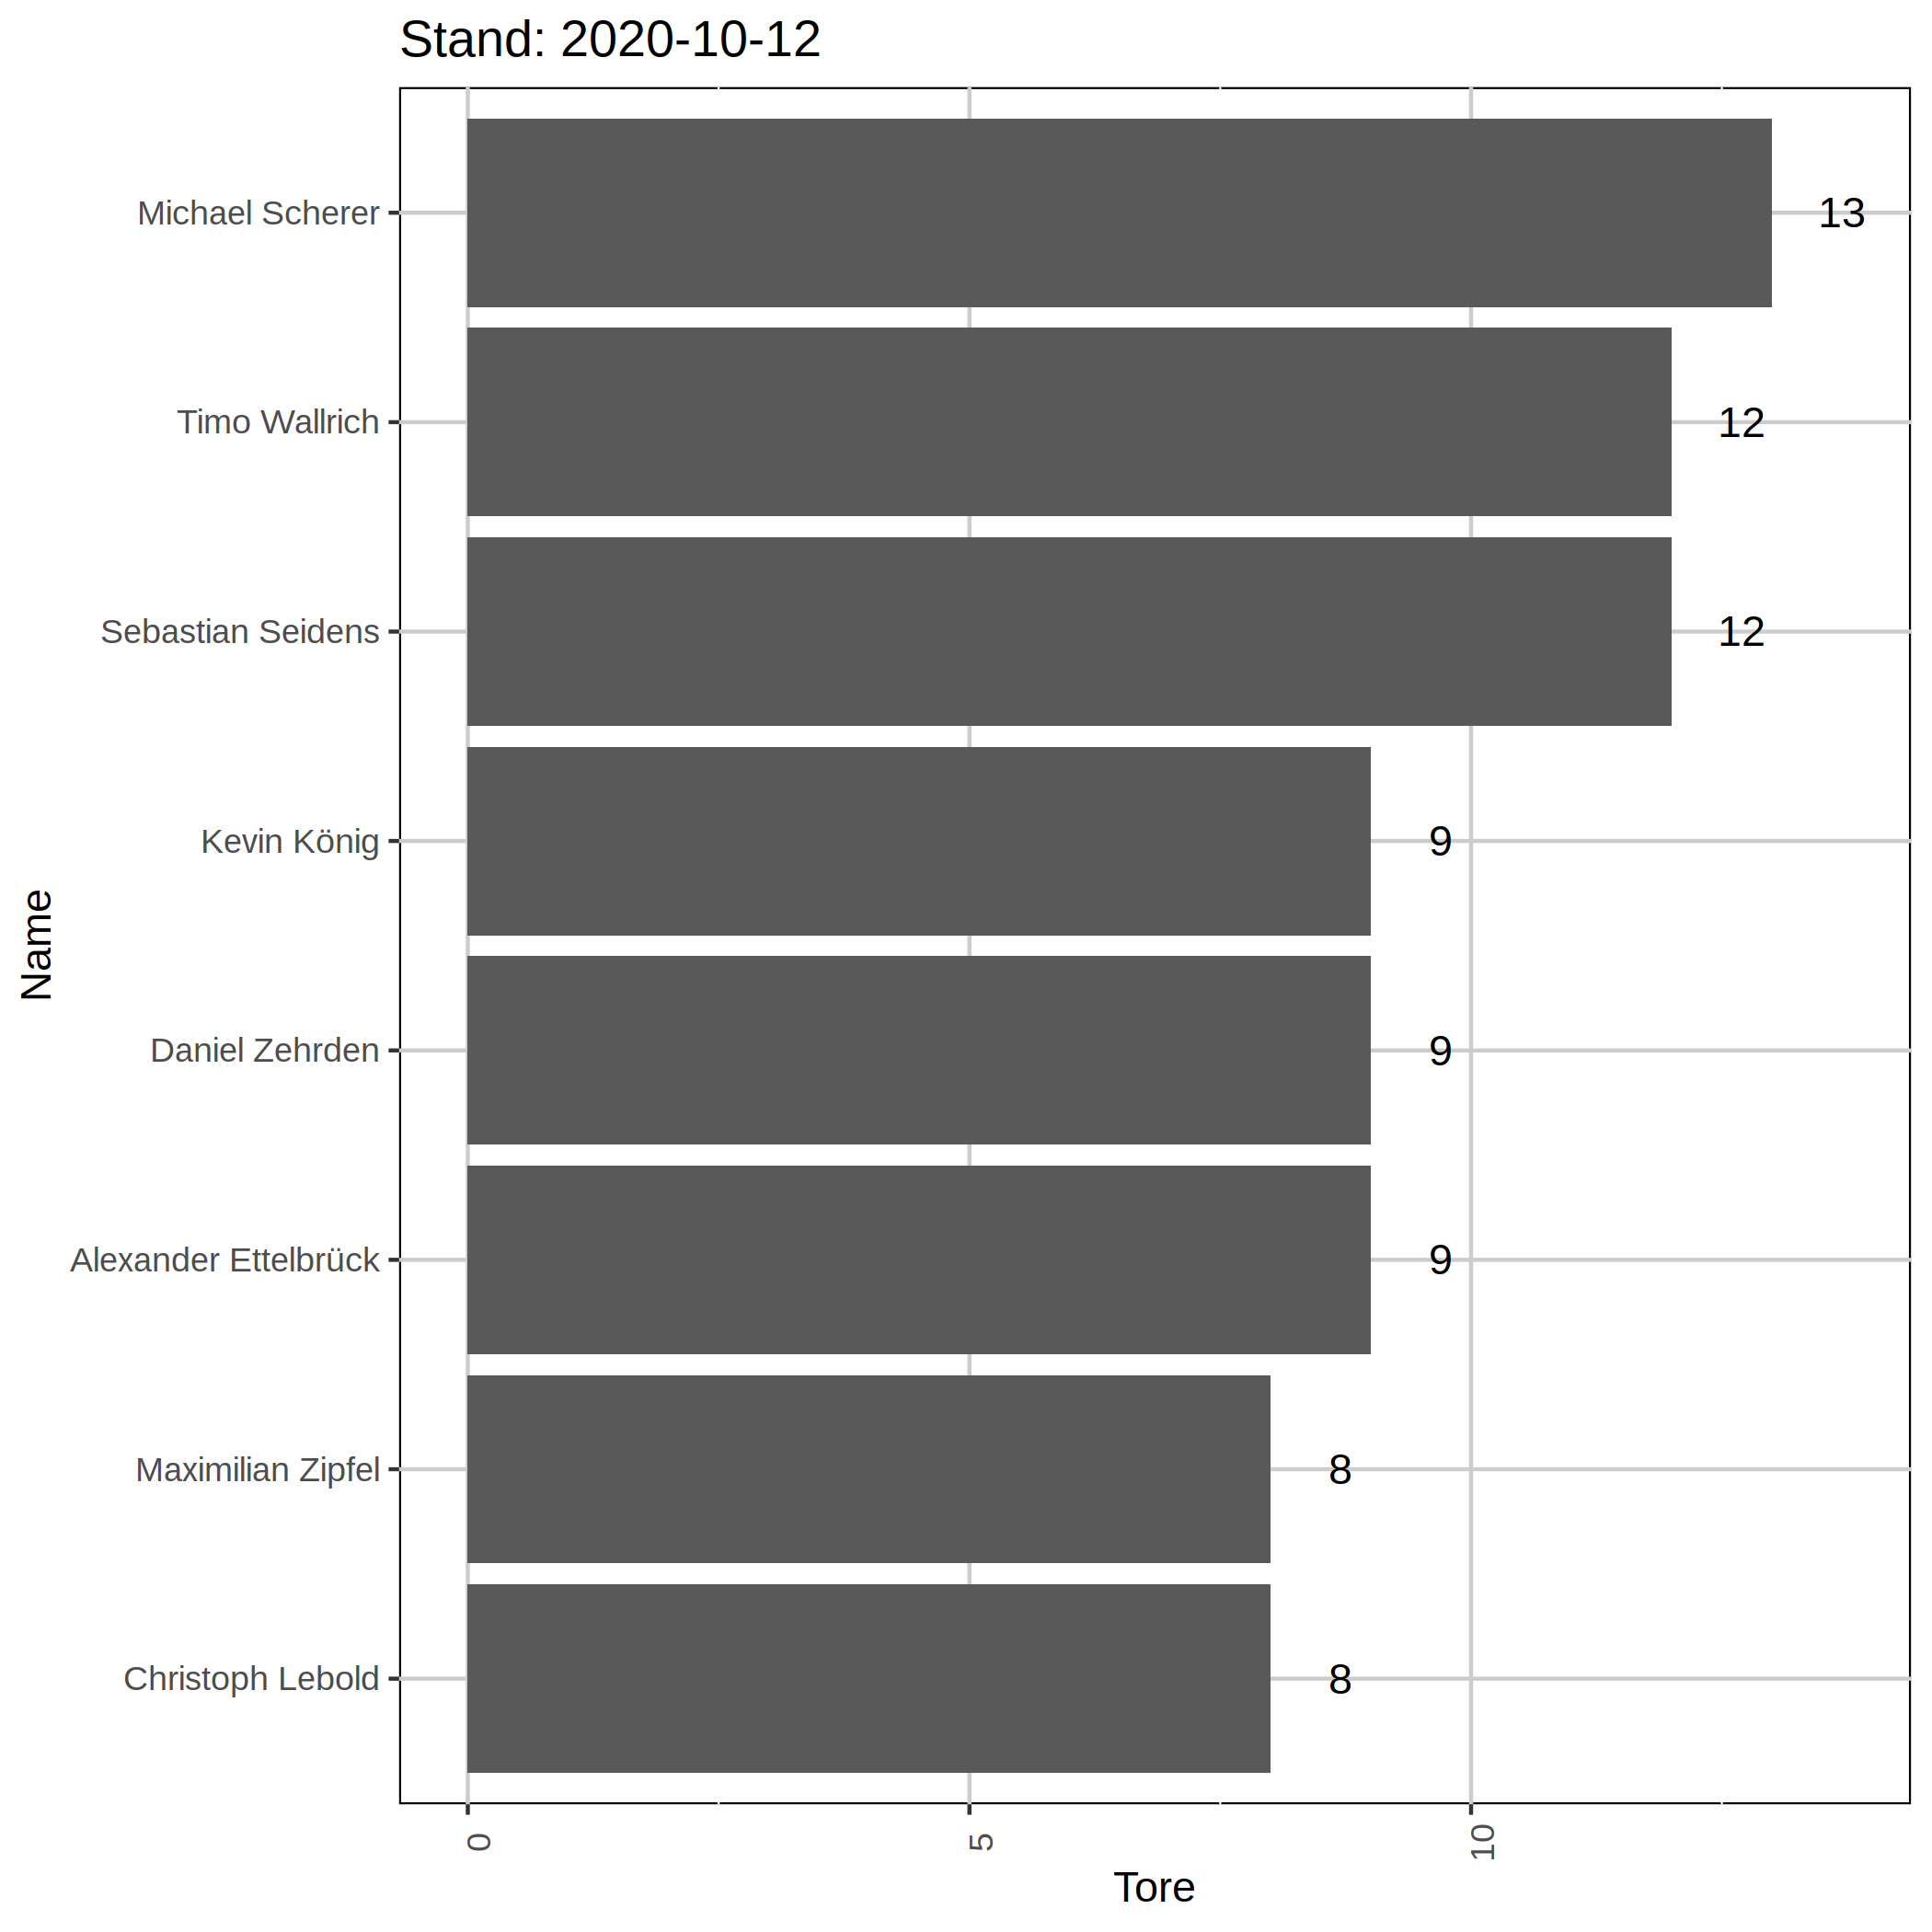 Stand: 2020-10-12
Michael Scherer 13
Timo Wallrich 12
Sebastian Seidens 12
Kevin König 9
Daniel Zehrden 9
Alexander Ettelbrück 9
Maximilian Zipfel 8
Christoph Lebold 8
Name
0 5 10
Tore